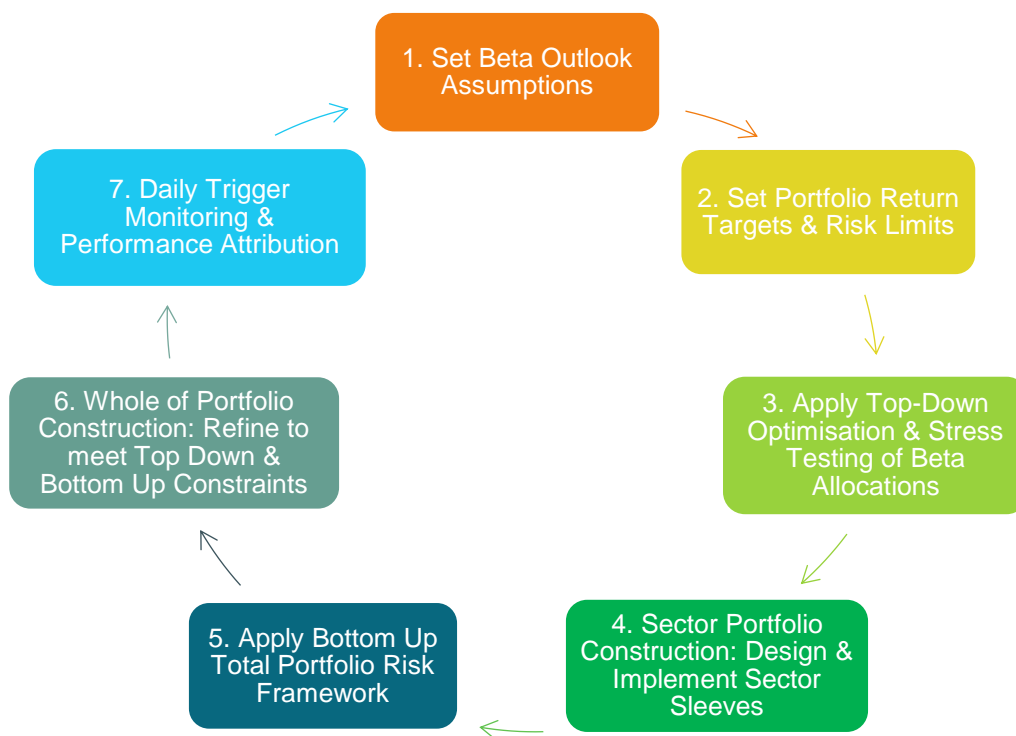 1. Set Beta Outlook
Assumptions
2. Set Portfolio Return
Targets & Risk Limits
3. Apply Top-Down
Optimisation & Stress
Testing of Beta
Allocations
4. Sector Portfolio
Construction: Design &
Implement Sector
Sleeves
5. Apply Bottom Up
Total Portfolio Risk
Framework
6. Whole of Portfolio
Construction: Refine to
meet Top Down &
Bottom Up Constraints
7. Daily Trigger
Monitoring &
Performance Attribution